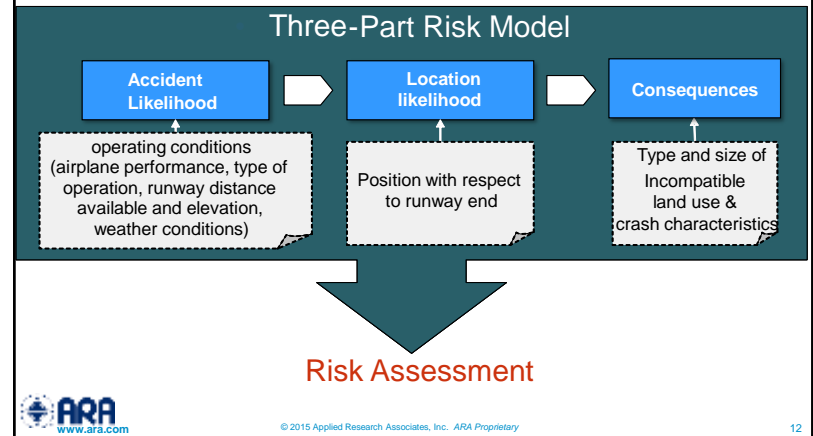 Three-Part Risk Model
Accident
Likelihood
Location
likelihood
Consequences
operating conditions
(airplane performance, type of
operation, runway distance
available and elevation,
weather conditions)
Position with respect
to runway end
Type and size of
Incompatible
land use &
crash characteristics
Risk Assessment
ARA
www.ara.com
© 2015 Applied Research Associates, Inc. ARA Proprietary
12